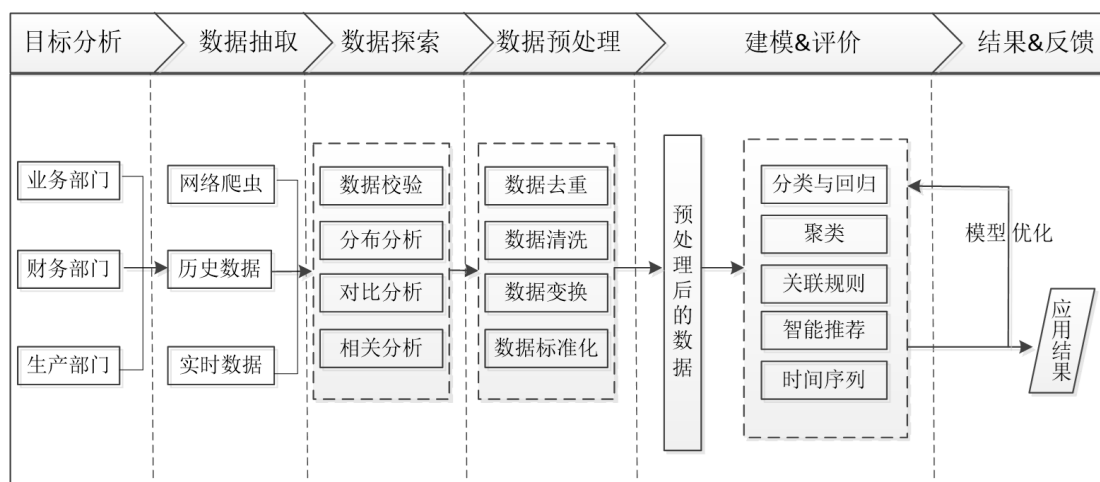 目标分析
数据抽取
数据探索
数据预处理
建模&评价
结果&反馈
业务部门
财务部门
生产部门
网络爬虫
历史数据
实时数据
数据校验
分布分析
对比分析
相关分析
数据去重
数据清洗
数据变换
数据标准化
预处理后的数据
分类与回归
聚类
关联规则
智能推荐
时间序列
模型优化
应用结果